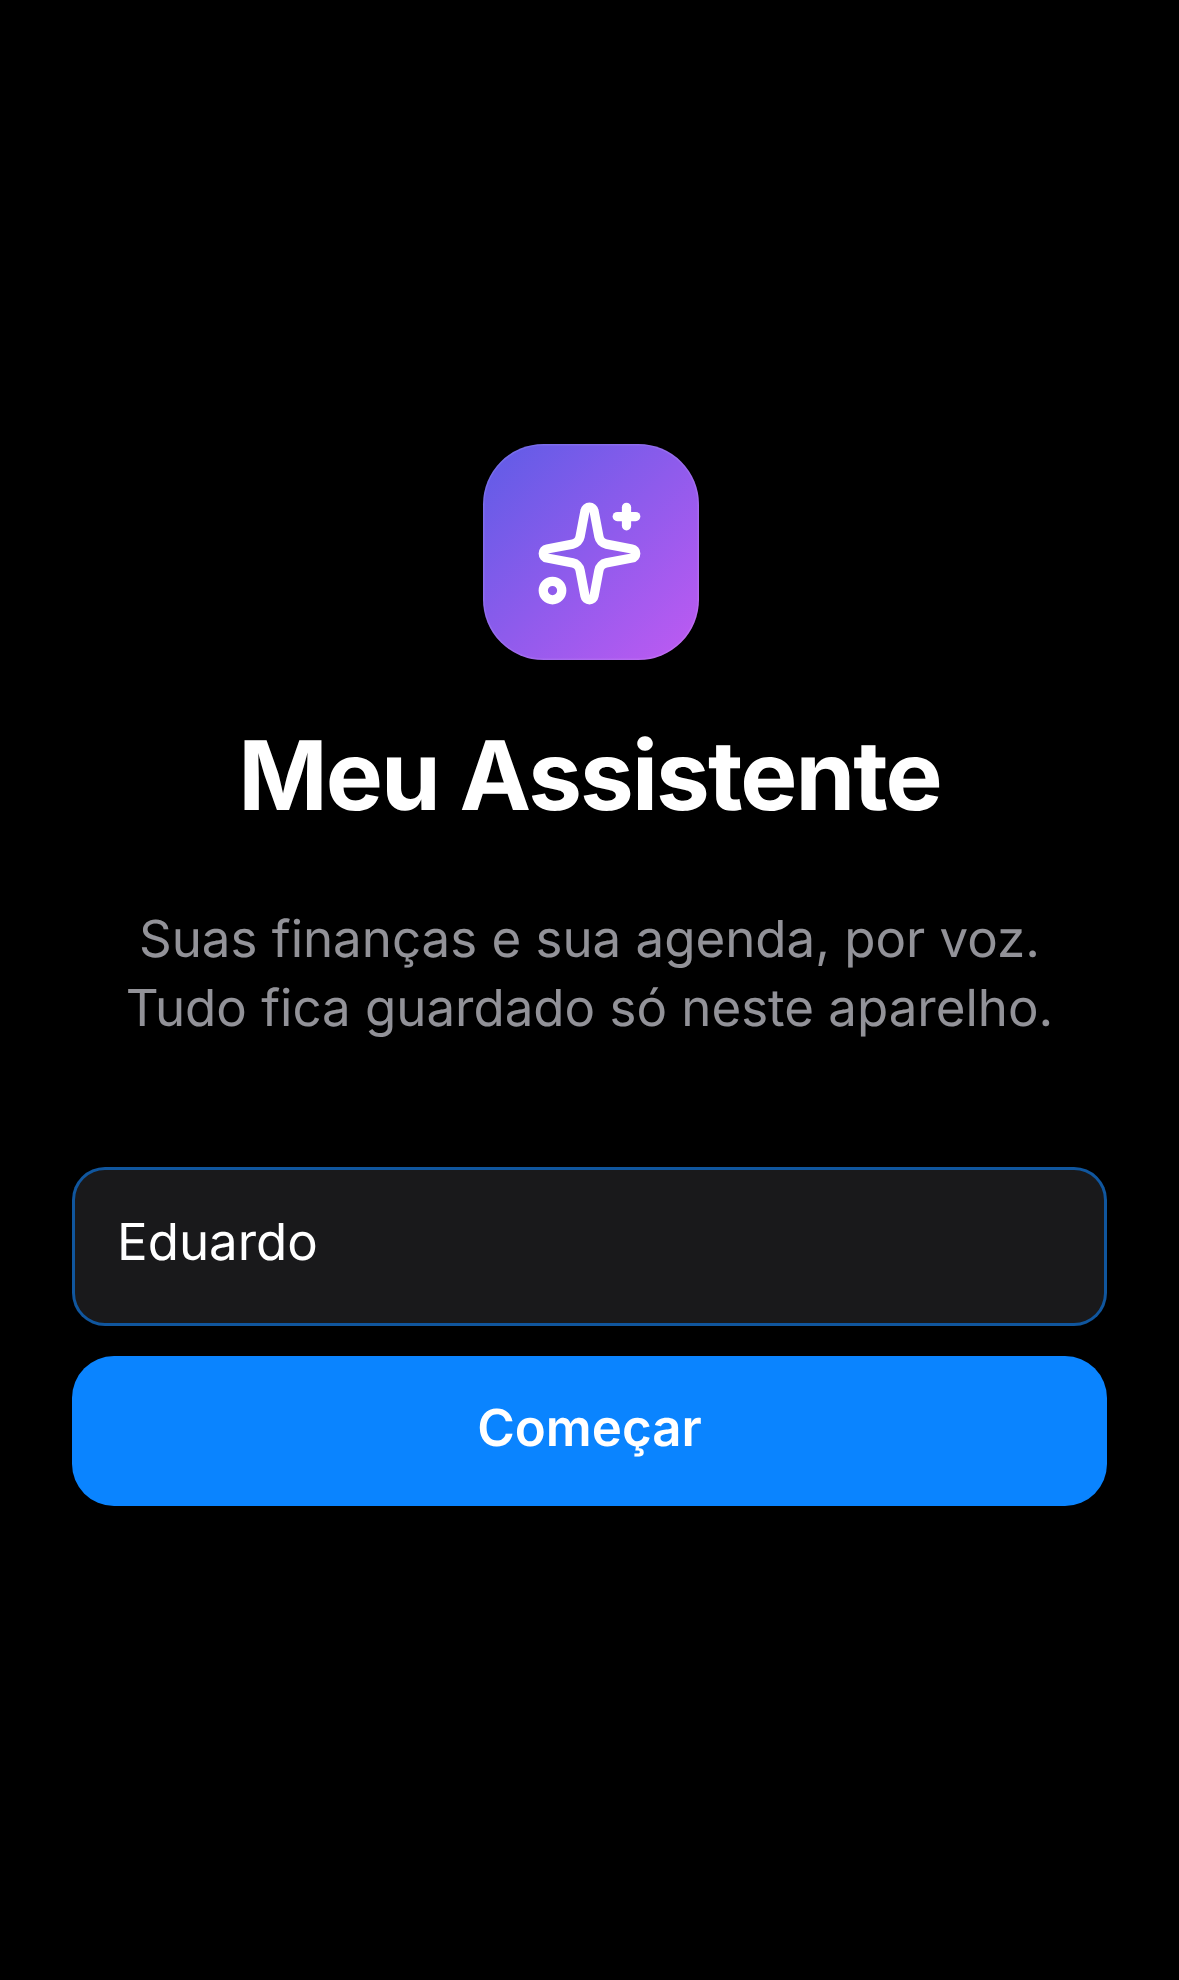 Meu Assistente
Suas finanças e sua agenda, por voz.
Tudo fica guardado só neste aparelho.
Eduardo
Começar